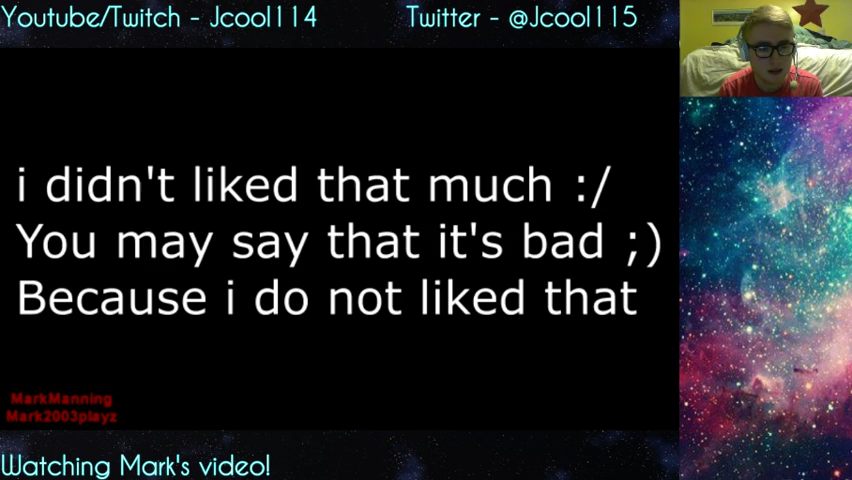 Youtube/Twitch - Jcool114 Twitter - @Jcool115
i didn't liked that much :/
You may say that it's bad ;)
Because i do not liked that
MarkManning
Mark2003playz
Watching Mark's video!